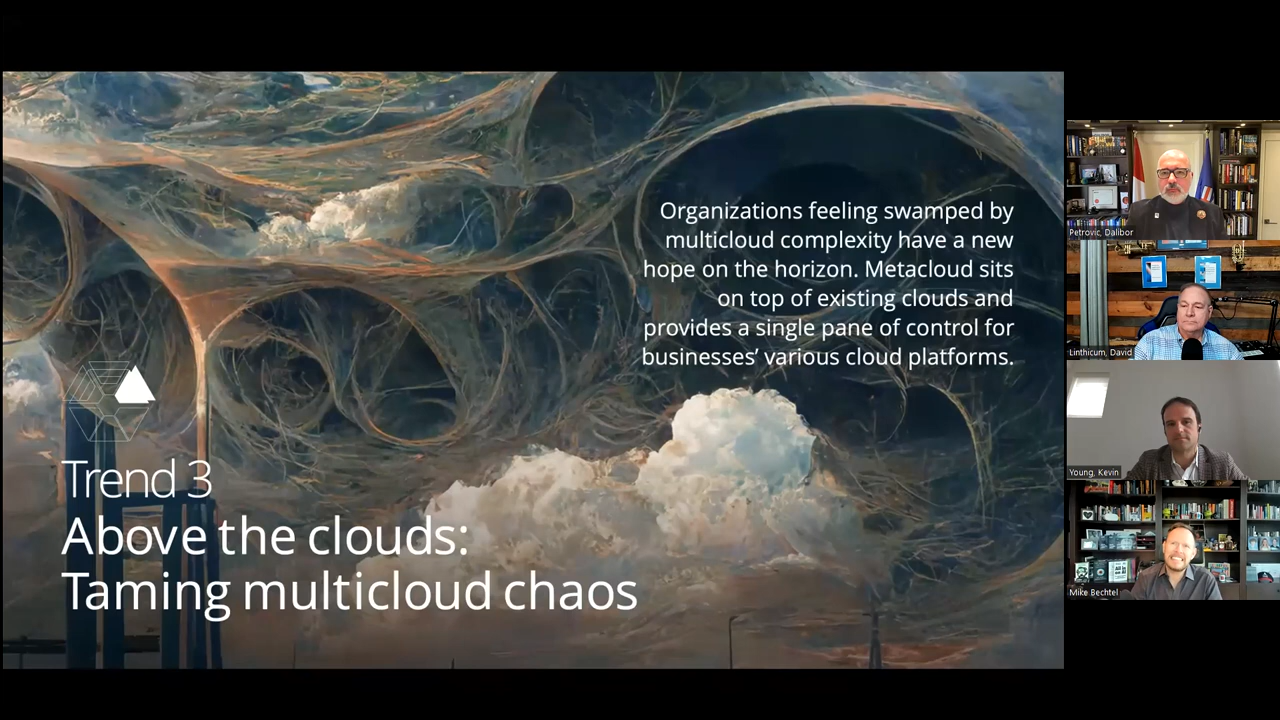 Organizations feeling swamped by
multicloud complexity have a new
hope on the horizon. Metacloud sits
on top of existing clouds and
provides a single pane of control for
businesses’ various cloud platforms.
Trend 3
Above the clouds:
Taming multicloud chaos
Petrovic, Dalibor
Linthicum, David
Young, Kevin
Mike Bechtel